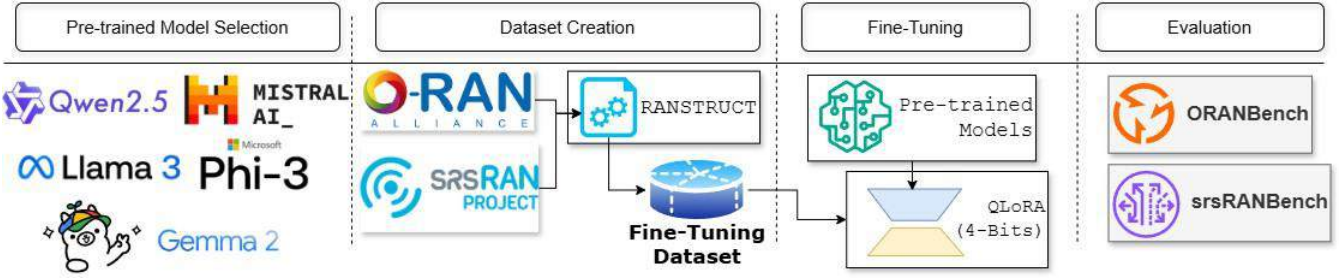 Pre-trained Model Selection
Dataset Creation
Fine-Tuning
Evaluation
Qwen2.5
MISTRAL
AI_
Llama 3
Microsoft
Phi-3
Gemma 2
O-RAN
ALLIANCE
srsRAN
PROJECT
RANSTRUCT
Fine-Tuning
Dataset
Pre-trained
Models
QLoRA
(4-Bits)
ORANBench
srsRANBench